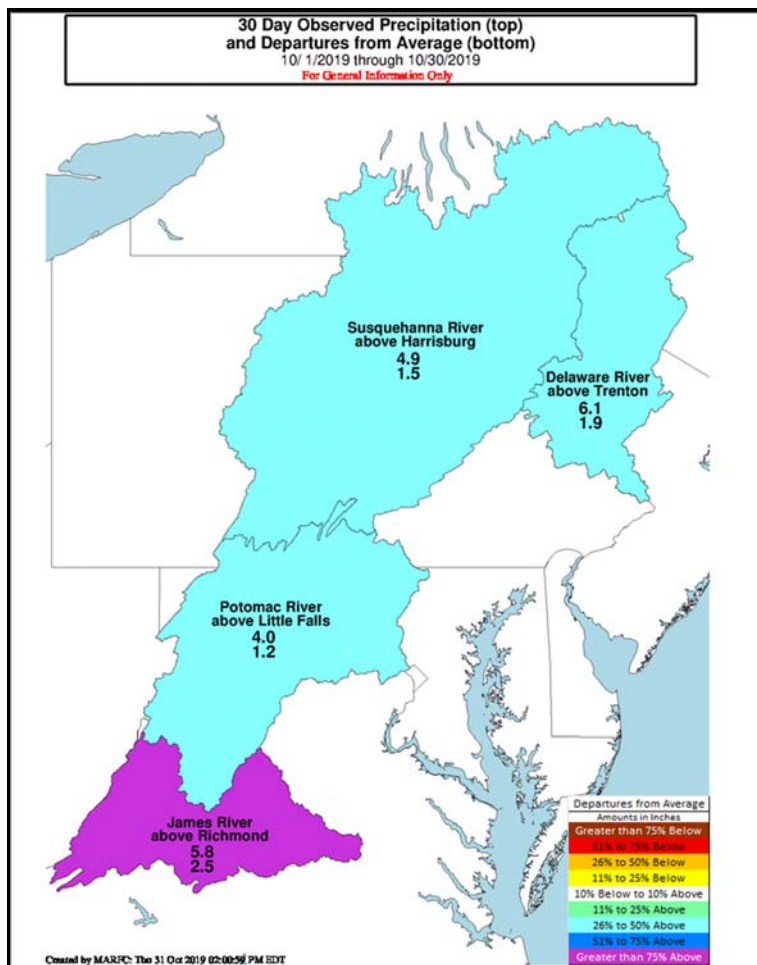 30 Day Observed Precipitation (top)
and Departures from Average (bottom)
10/ 1/2019 through 10/30/2019
For General Information Only
Susquehanna River
above Harrisburg
4.9
1.5
Delaware River
above Trenton
6.1
1.9
Potomac River
above Little Falls
4.0
1.2
James River
above Richmond
5.8
2.5
Departures from Average
Amounts in Inches
Greater than 75% Below
51% to 75% Below
26% to 50% Below
11% to 25% Below
10% Below to 10% Above
11% to 25% Above
26% to 50% Above
51% to 75% Above
Greater than 75% Above
Created by MARFC: Thu 31 Oct 2019 02:00:59 PM EDT